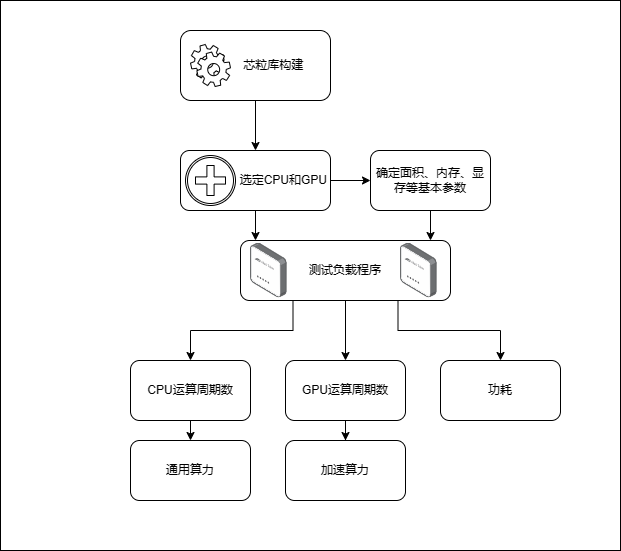 芯粒库构建
选定CPU和GPU
确定面积、内存、显
存等基本参数
测试负载程序
CPU运算周期数
GPU运算周期数
功耗
通用算力
加速算力